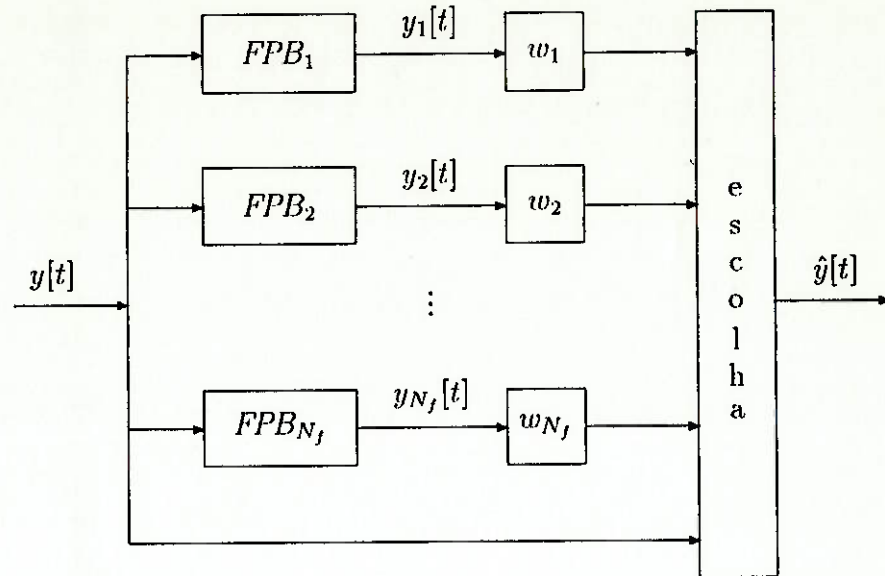 FPB₁ y₁[t] w₁
FPB₂ y₂[t] w₂
y[t]
⋮
FPB_{N_f} y_{N_f}[t] w_{N_f}
e
s
c
o
l
h
a
ŷ[t]